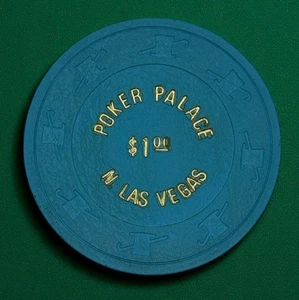 POKER PALACE
$1.00
N LAS VEGAS